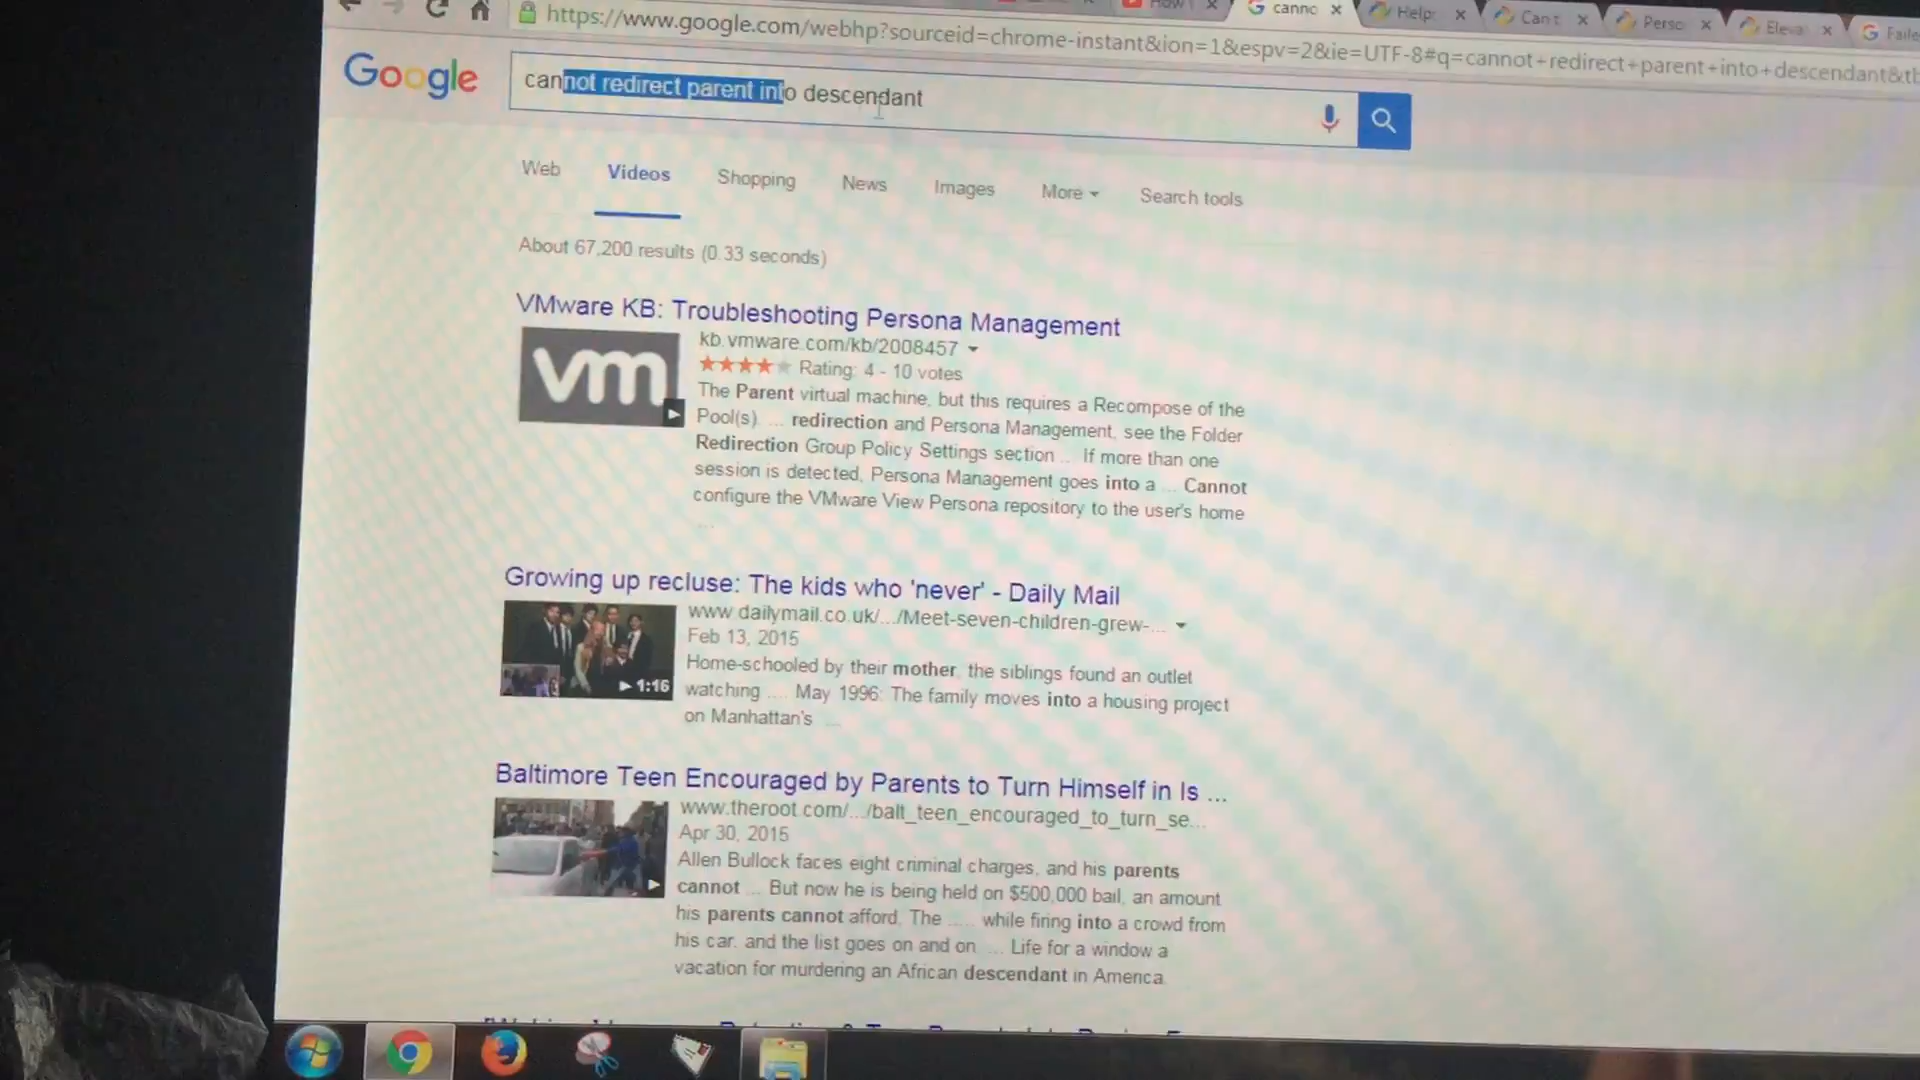 How
canno
Help:
Can t
Perso
Eleva
Faile
https://www.google.com/webhp?sourceid=chrome-instant&ion=1&espv=2&ie=UTF-8#q=cannot+redirect+parent+into+descendant&tb
Google
cannot redirect parent into descendant
Web
Videos
Shopping
News
Images
More
Search tools
About 67,200 results (0.33 seconds)
VMware KB: Troubleshooting Persona Management
vm
kb.vmware.com/kb/2008457
Rating: 4 - 10 votes
The Parent virtual machine, but this requires a Recompose of the
Pool(s). ... redirection and Persona Management, see the Folder
Redirection Group Policy Settings section ... If more than one
session is detected, Persona Management goes into a ... Cannot
configure the VMware View Persona repository to the user's home
...
Growing up recluse: The kids who 'never' - Daily Mail
www.dailymail.co.uk/.../Meet-seven-children-grew-...
1:16
Feb 13, 2015
Home-schooled by their mother, the siblings found an outlet
watching .... May 1996: The family moves into a housing project
on Manhattan's ...
Baltimore Teen Encouraged by Parents to Turn Himself in Is ...
www.theroot.com/.../balt_teen_encouraged_to_turn_se...
Apr 30, 2015
Allen Bullock faces eight criminal charges, and his parents
cannot ... But now he is being held on $500,000 bail, an amount
his parents cannot afford. The ..... while firing into a crowd from
his car. and the list goes on and on. ... Life for a window a
vacation for murdering an African descendant in America.